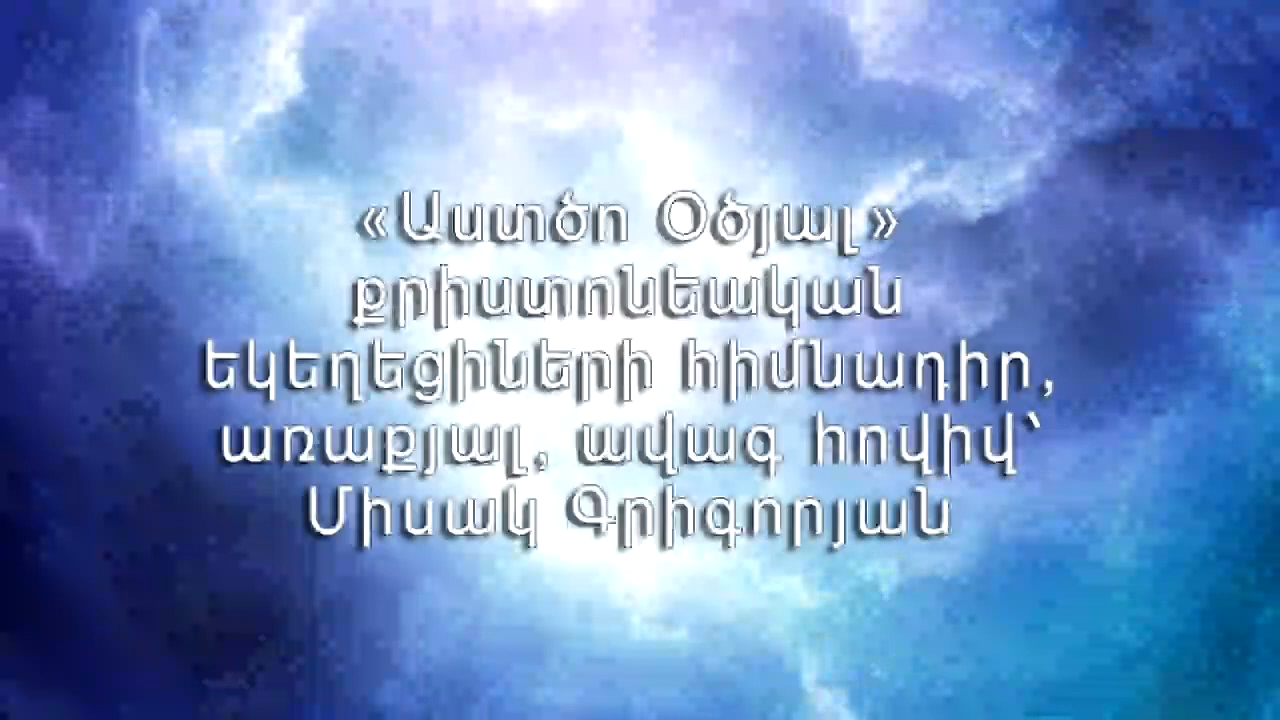 «Աստծո Օծյալ»
քրիստոնեական
եկեղեցիների հիմնադիր,
առաքյալ, ավագ հովիվ՝
Միսակ Գրիգորյան